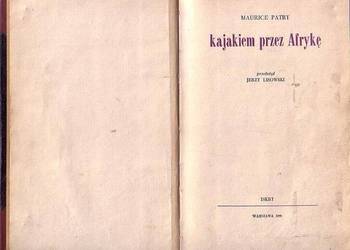 MAURICE PATRY
kajakiem przez Afrykę
przełożył
JERZY LISOWSKI
ISKRY
WARSZAWA